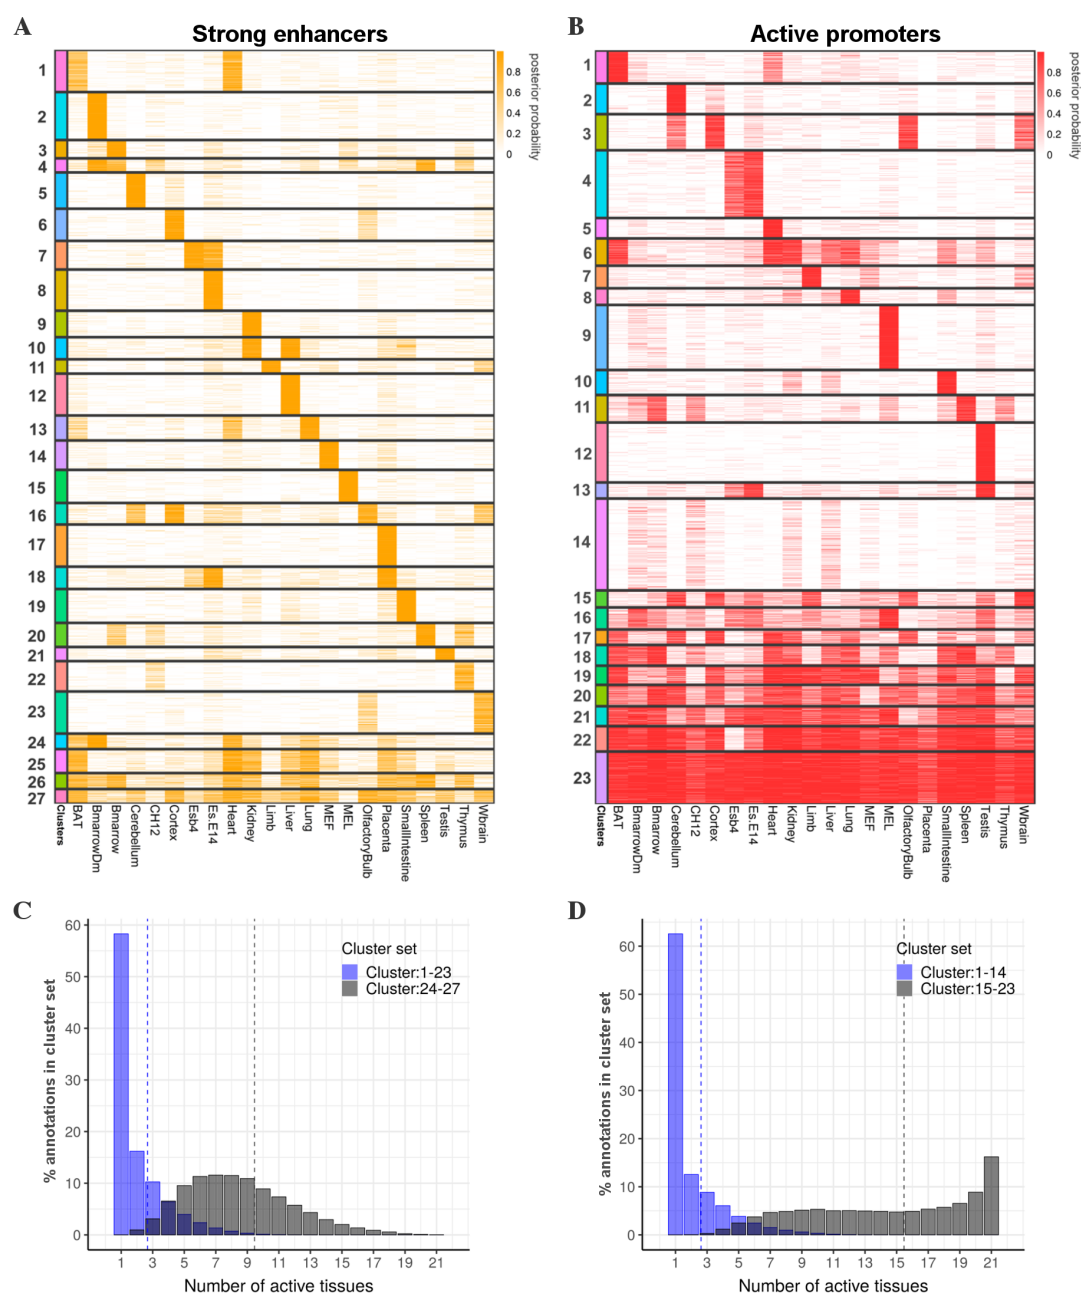 A
Strong enhancers
1
2
3
4
5
6
7
8
9
10
11
12
13
14
15
16
17
18
19
20
21
22
23
24
25
26
27
0.8
0.6
0.4
0.2
0
posterior probability
Clusters
BAT
BmarrowDm
Bmarrow
Cerebellum
CH12
Cortex
Esb4
Es.E14
Heart
Kidney
Limb
Liver
Lung
MEF
MEL
OlfactoryBulb
Placenta
SmallIntestine
Spleen
Testis
Thymus
Wbrain
B
Active promoters
1
2
3
4
5
6
7
8
9
10
11
12
13
14
15
16
17
18
19
20
21
22
23
0.8
0.6
0.4
0.2
0
posterior probability
Clusters
BAT
BmarrowDm
Bmarrow
Cerebellum
CH12
Cortex
Esb4
Es.E14
Heart
Kidney
Limb
Liver
Lung
MEF
MEL
OlfactoryBulb
Placenta
SmallIntestine
Spleen
Testis
Thymus
Wbrain
C
% annotations in cluster set
60
50
40
30
20
10
0
Cluster set
Cluster:1-23
Cluster:24-27
1 3 5 7 9 11 13 15 17 19 21
Number of active tissues
D
% annotations in cluster set
60
50
40
30
20
10
0
Cluster set
Cluster:1-14
Cluster:15-23
1 3 5 7 9 11 13 15 17 19 21
Number of active tissues